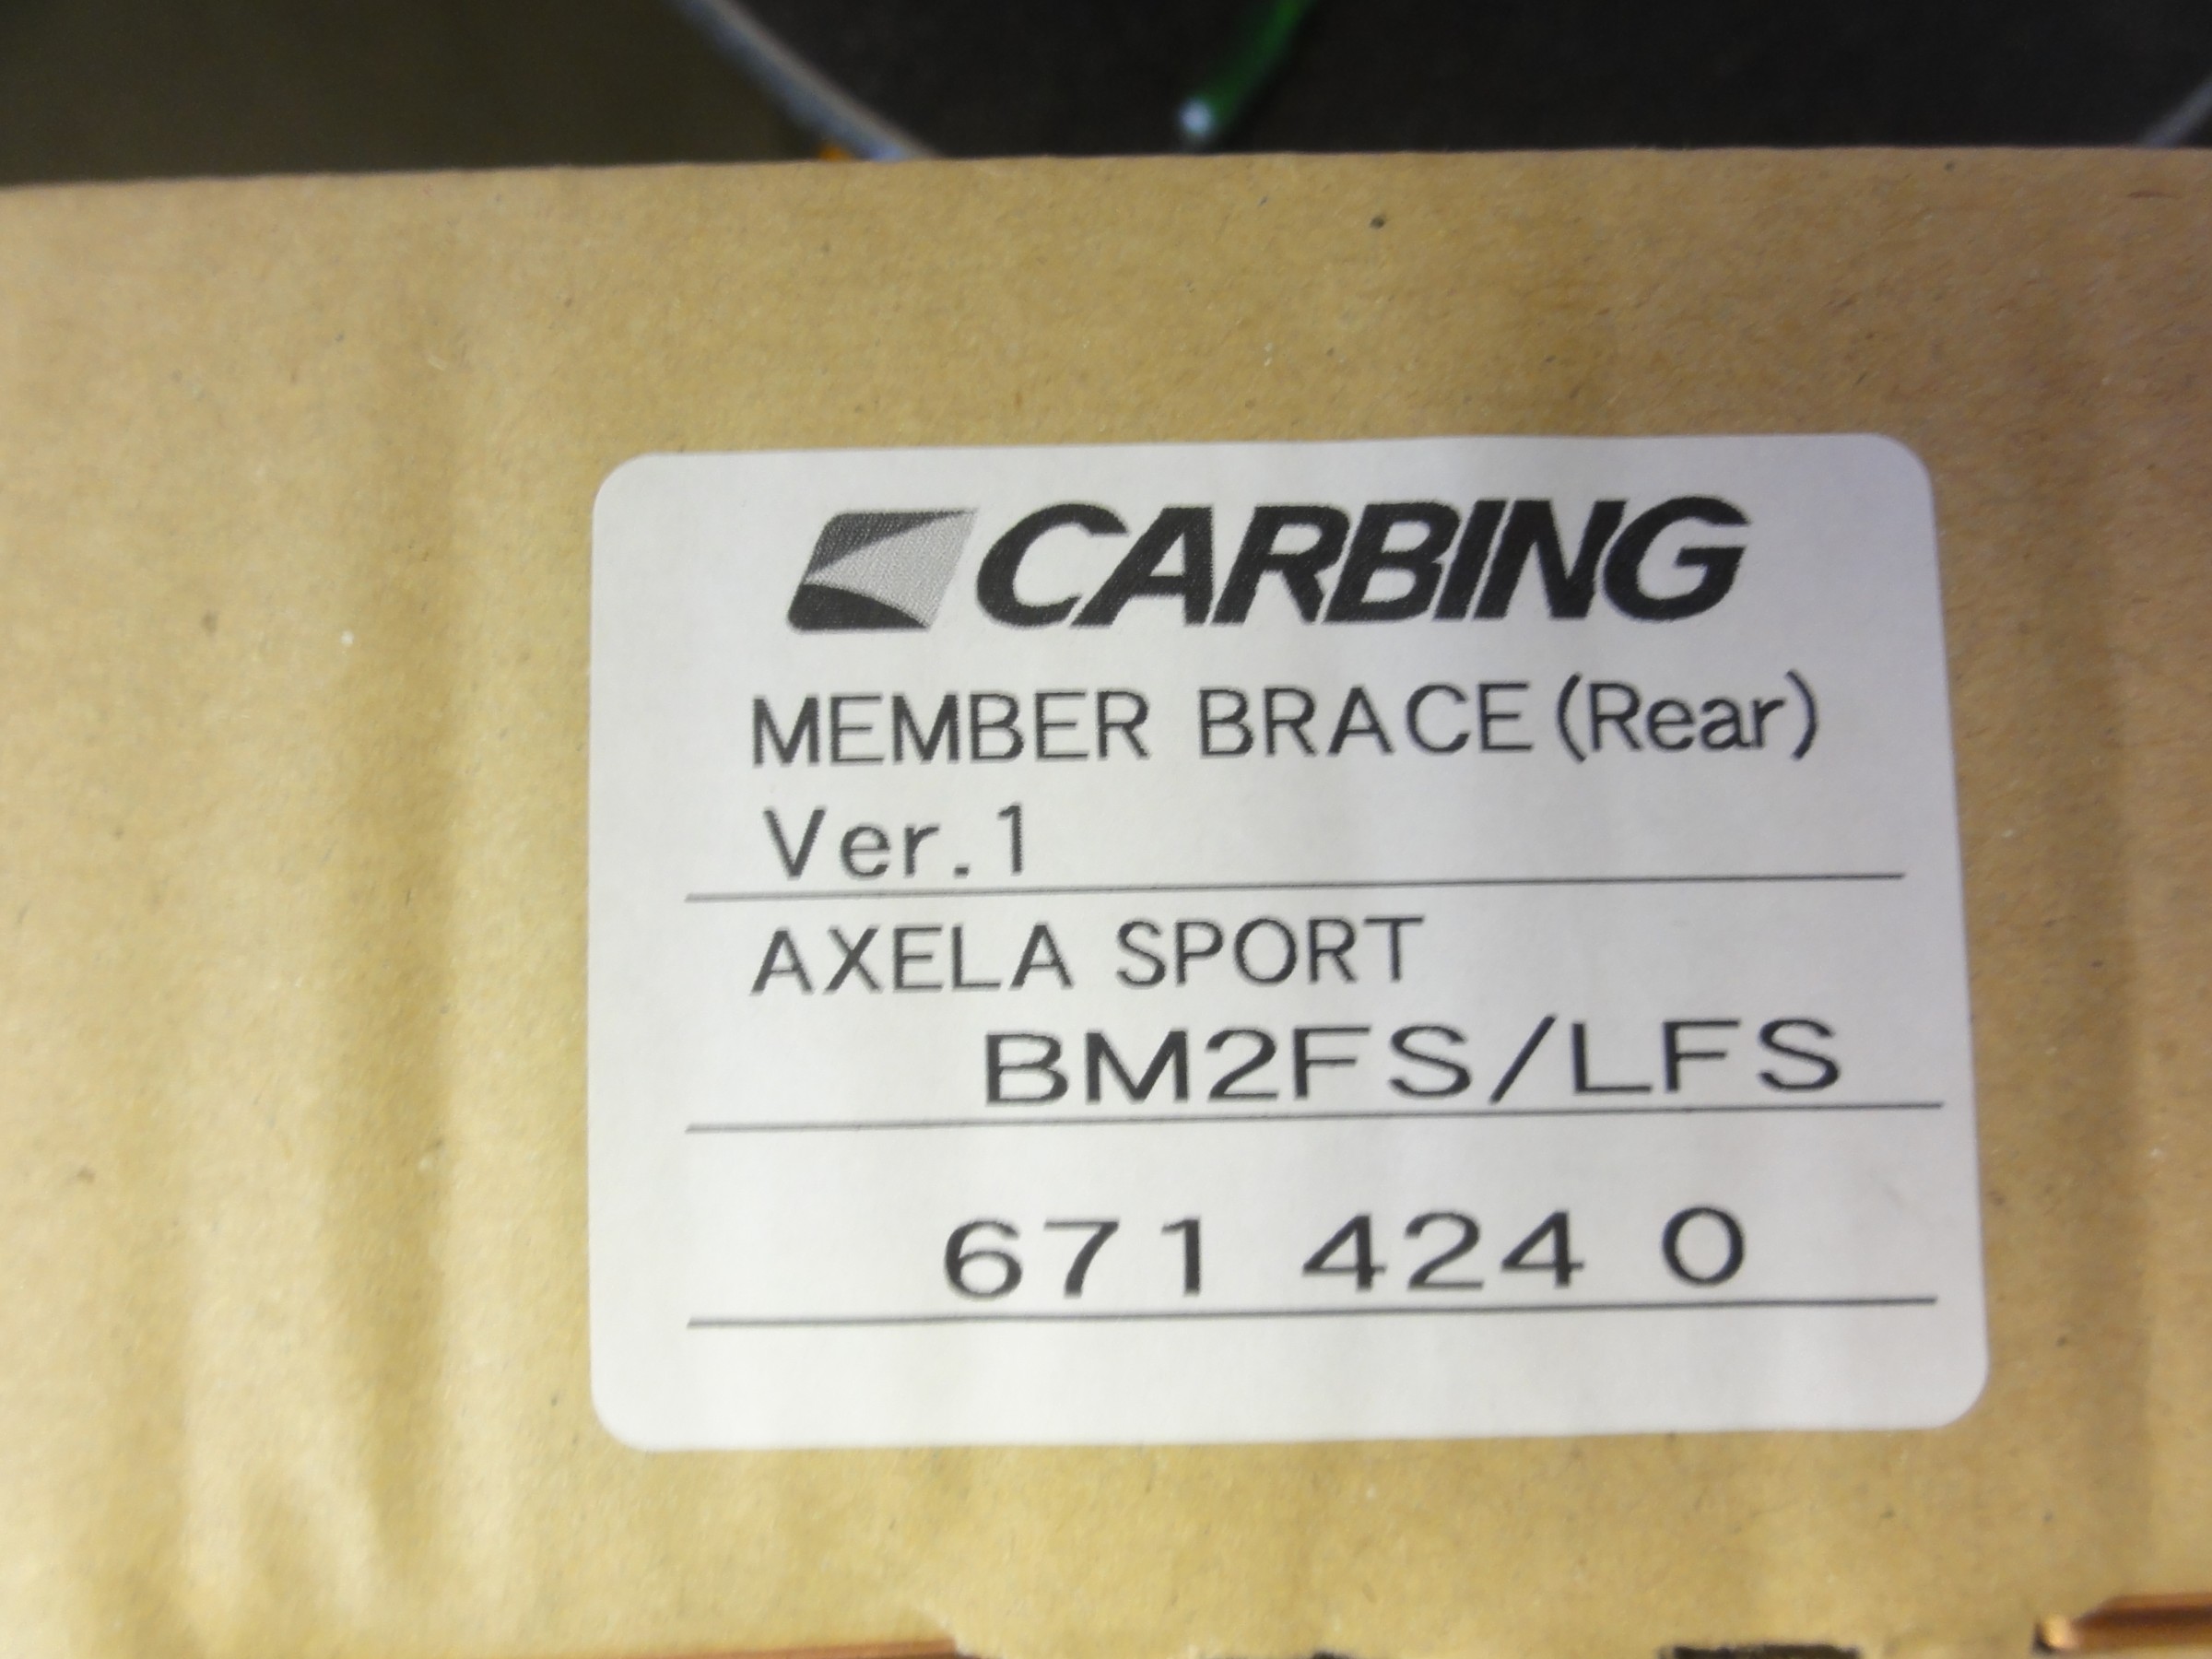 CARBING
MEMBER BRACE(Rear)
Ver.1
AXELA SPORT
BM2FS/LFS
671 424 0